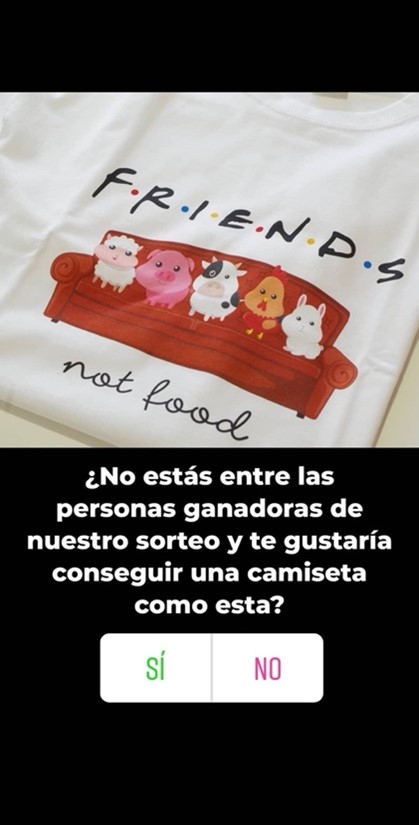 F•R•I•E•N•D•S
not food
¿No estás entre las
personas ganadoras de
nuestro sorteo y te gustaría
conseguir una camiseta
como esta?
SÍ NO